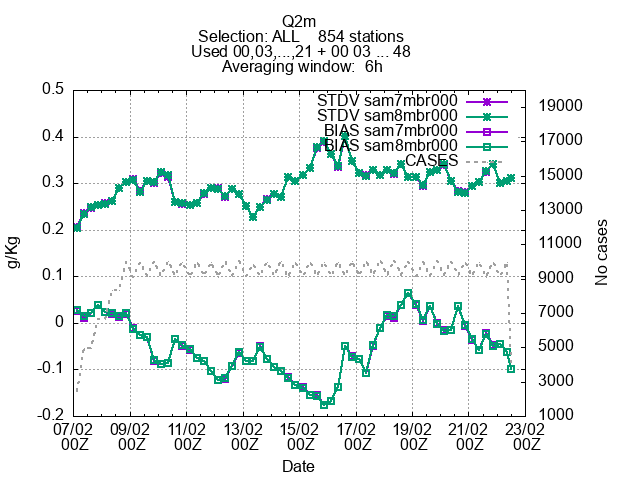 Q2m
Selection: ALL 854 stations
Used 00,03,...,21 + 00 03 ... 48
Averaging window: 6h
STDV sam7mbr000
STDV sam8mbr000
BIAS sam7mbr000
BIAS sam8mbr000
CASES
0.5
0.4
0.3
0.2
0.1
0
-0.1
-0.2
g/Kg
19000
17000
15000
13000
11000
9000
7000
5000
3000
1000
No cases
07/02 09/02 11/02 13/02 15/02 17/02 19/02 21/02 23/02
00Z 00Z 00Z 00Z 00Z 00Z 00Z 00Z 00Z
Date